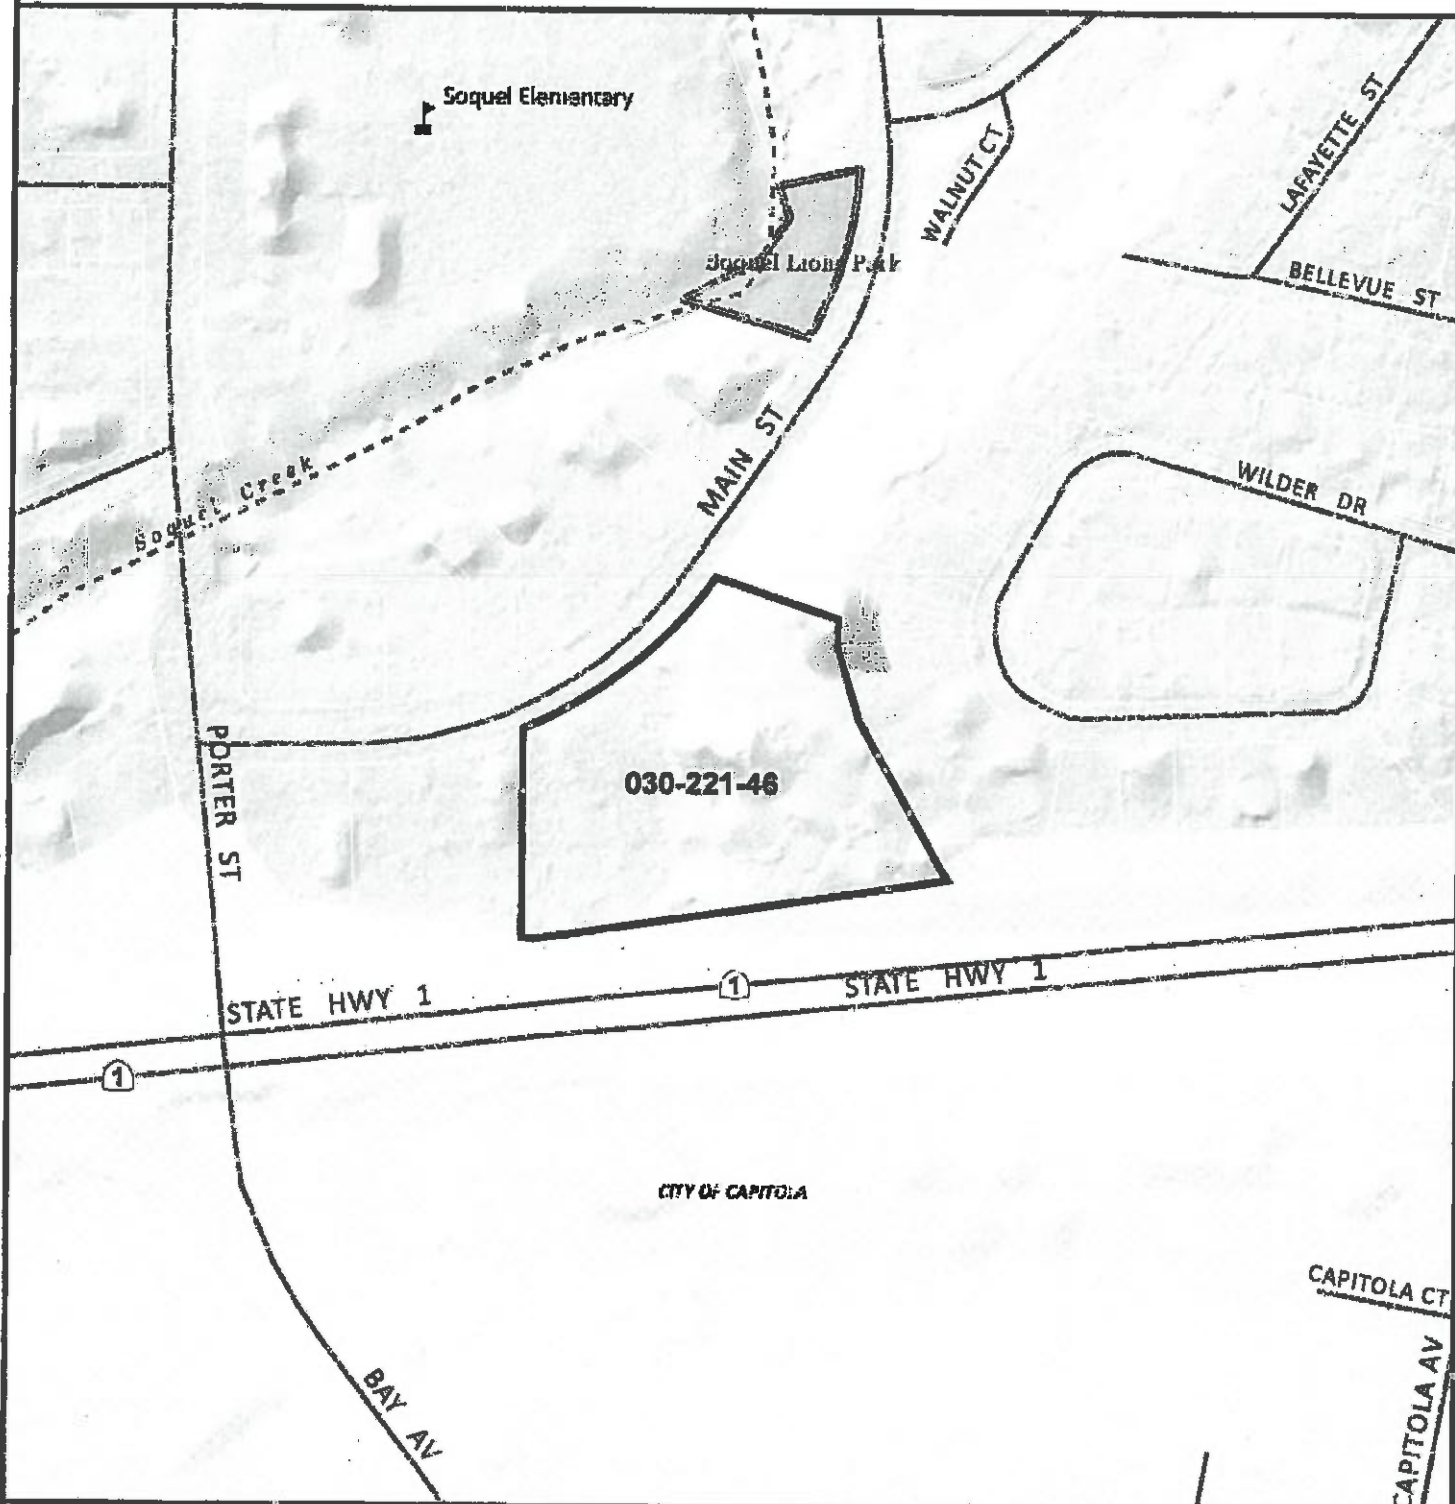 Soquel Elementary
LAFAYETTE ST
WALNUT CT
Soquel Lions Park
BELLEVUE ST
MAIN ST
WILDER DR
Soquel Creek
PORTER ST
030-221-46
STATE HWY 1
1
STATE HWY 1
1
CITY OF CAPITOLA
CAPITOLA CT
BAY AV
CAPITOLA AV